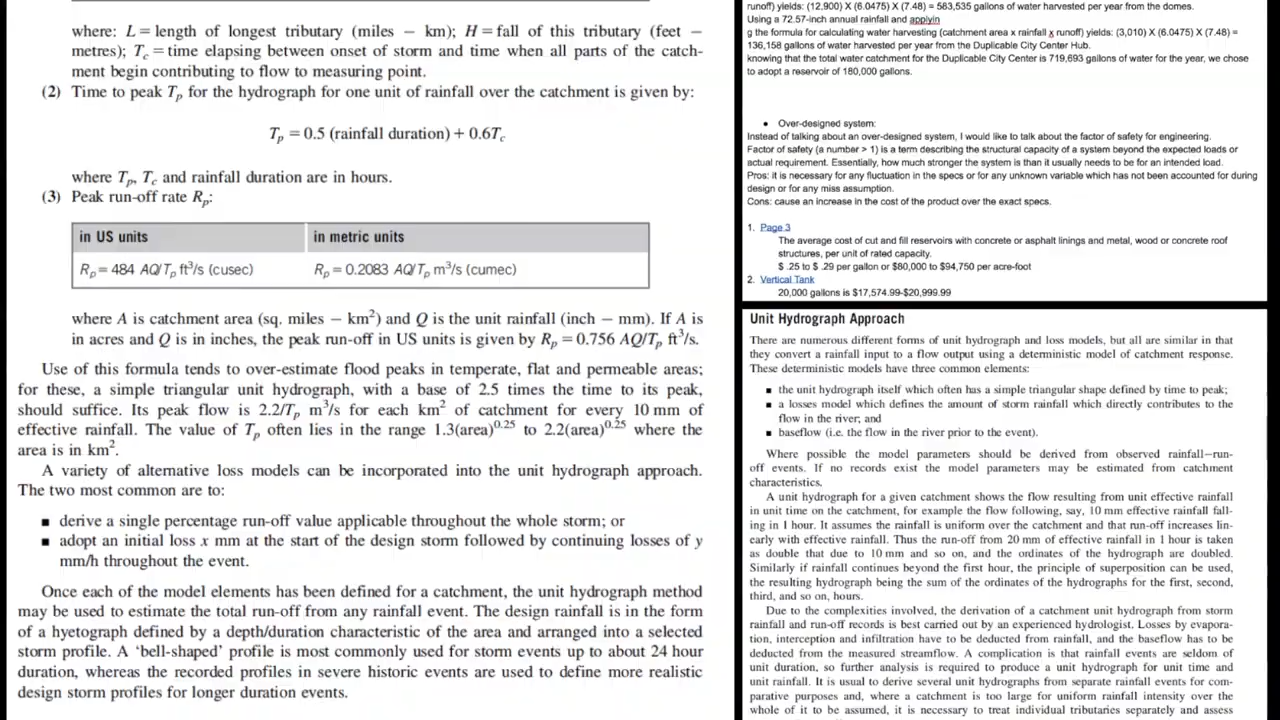 where: L = length of longest tributary (miles – km); H = fall of this tributary (feet –
metres); Tc = time elapsing between onset of storm and time when all parts of the catch-
ment begin contributing to flow to measuring point.
(2) Time to peak Tp for the hydrograph for one unit of rainfall over the catchment is given by:
Tp = 0.5 (rainfall duration) + 0.6Tc
where Tp, Tc and rainfall duration are in hours.
(3) Peak run-off rate Rp:
in US units in metric units
Rp = 484 AQ/Tp ft³/s (cusec) Rp = 0.2083 AQ/Tp m³/s (cumec)
where A is catchment area (sq. miles – km²) and Q is the unit rainfall (inch – mm). If A is
in acres and Q is in inches, the peak run-off in US units is given by Rp = 0.756 AQ/Tp ft³/s.
Use of this formula tends to over-estimate flood peaks in temperate, flat and permeable areas;
for these, a simple triangular unit hydrograph, with a base of 2.5 times the time to its peak,
should suffice. Its peak flow is 2.2/Tp m³/s for each km² of catchment for every 10 mm of
effective rainfall. The value of Tp often lies in the range 1.3(area)^0.25 to 2.2(area)^0.25 where the
area is in km².
A variety of alternative loss models can be incorporated into the unit hydrograph approach.
The two most common are to:
■ derive a single percentage run-off value applicable throughout the whole storm; or
■ adopt an initial loss x mm at the start of the design storm followed by continuing losses of y
mm/h throughout the event.
Once each of the model elements has been defined for a catchment, the unit hydrograph method
may be used to estimate the total run-off from any rainfall event. The design rainfall is in the form
of a hyetograph defined by a depth/duration characteristic of the area and arranged into a selected
storm profile. A 'bell-shaped' profile is most commonly used for storm events up to about 24 hour
duration, whereas the recorded profiles in severe historic events are used to define more realistic
design storm profiles for longer duration events.
runoff) yields: (12,900) X (6.0475) X (7.48) = 583,535 gallons of water harvested per year from the domes.
Using a 72.57-inch annual rainfall and applyin
g the formula for calculating water harvesting (catchment area x rainfall x runoff) yields: (3,010) X (6.0475) X (7.48) =
136,158 gallons of water harvested per year from the Duplicable City Center Hub.
knowing that the total water catchment for the Duplicable City Center is 719,693 gallons of water for the year, we chose
to adopt a reservoir of 180,000 gallons.
• Over-designed system:
Instead of talking about an over-designed system, I would like to talk about the factor of safety for engineering.
Factor of safety (a number > 1) is a term describing the structural capacity of a system beyond the expected loads or
actual requirement. Essentially, how much stronger the system is than it usually needs to be for an intended load.
Pros: it is necessary for any fluctuation in the specs or for any unknown variable which has not been accounted for during
design or for any miss assumption.
Cons: cause an increase in the cost of the product over the exact specs.
1. Page 3
The average cost of cut and fill reservoirs with concrete or asphalt linings and metal, wood or concrete roof
structures, per unit of rated capacity.
$ .25 to $ .29 per gallon or $80,000 to $94,750 per acre-foot
2. Vertical Tank
20,000 gallons is $17,574.99-$20,999.99
Unit Hydrograph Approach
There are numerous different forms of unit hydrograph and loss models, but all are similar in that
they convert a rainfall input to a flow output using a deterministic model of catchment response.
These deterministic models have three common elements:
■ the unit hydrograph itself which often has a simple triangular shape defined by time to peak;
■ a losses model which defines the amount of storm rainfall which directly contributes to the
flow in the river; and
■ baseflow (i.e. the flow in the river prior to the event).
Where possible the model parameters should be derived from observed rainfall–run-
off events. If no records exist the model parameters may be estimated from catchment
characteristics.
A unit hydrograph for a given catchment shows the flow resulting from unit effective rainfall
in unit time on the catchment, for example the flow following, say, 10 mm effective rainfall fall-
ing in 1 hour. It assumes the rainfall is uniform over the catchment and that run-off increases lin-
early with effective rainfall. Thus the run-off from 20 mm of effective rainfall in 1 hour is taken
as double that due to 10 mm and so on, and the ordinates of the hydrograph are doubled.
Similarly if rainfall continues beyond the first hour, the principle of superposition can be used,
the resulting hydrograph being the sum of the ordinates of the hydrographs for the first, second,
third, and so on, hours.
Due to the complexities involved, the derivation of a catchment unit hydrograph from storm
rainfall and run-off records is best carried out by an experienced hydrologist. Losses by evapora-
tion, interception and infiltration have to be deducted from rainfall, and the baseflow has to be
deducted from the measured streamflow. A complication is that rainfall events are seldom of
unit duration, so further analysis is required to produce a unit hydrograph for unit time and
unit rainfall. It is usual to derive several unit hydrographs from separate rainfall events for com-
parative purposes and, where a catchment is too large for uniform rainfall intensity over the
whole of it to be assumed, it is necessary to treat individual tributaries separately and assess